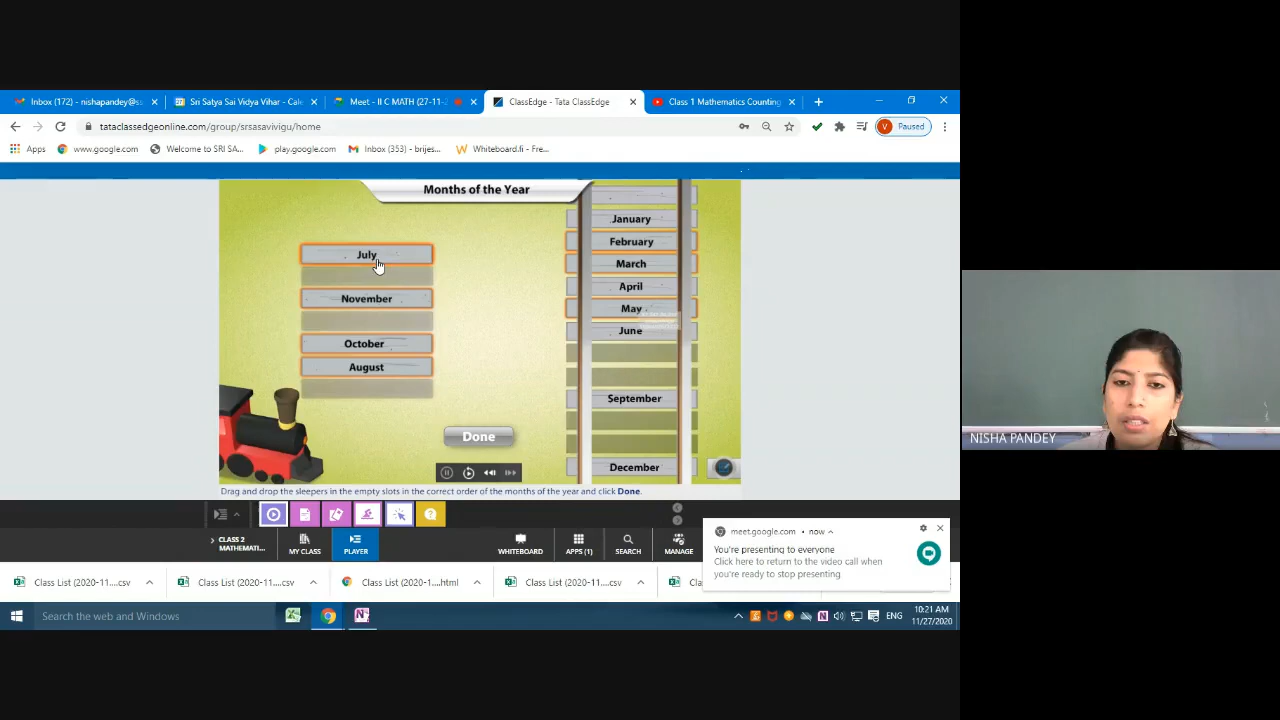 Inbox (172) - nishapandey@s
Sri Satya Sai Vidya Vihar - Cale
Meet - II C MATH (27-11-2
ClassEdge - Tata ClassEdge
Class 1 Mathematics Counting
tataclassedgeonline.com/group/srsasavivigu/home
V Paused
Apps
www.google.com
Welcome to SRI SA...
play.google.com
Inbox (353) - brijes...
Whiteboard.fi - Fre...
Months of the Year
January
February
March
April
May
June
September
December
July
November
October
August
Done
Drag and drop the sleepers in the empty slots in the correct order of the months of the year and click Done.
CLASS 2
MATHEMATI...
MY CLASS
PLAYER
WHITEBOARD
APPS (1)
SEARCH
MANAGE
meet.google.com • now
You're presenting to everyone
Click here to return to the video call when
you're ready to stop presenting.
Class List (2020-11....csv
Class List (2020-11....csv
Class List (2020-1....html
Class List (2020-11....csv
Cla
Search the web and Windows
ENG
10:21 AM
11/27/2020
NISHA PANDEY